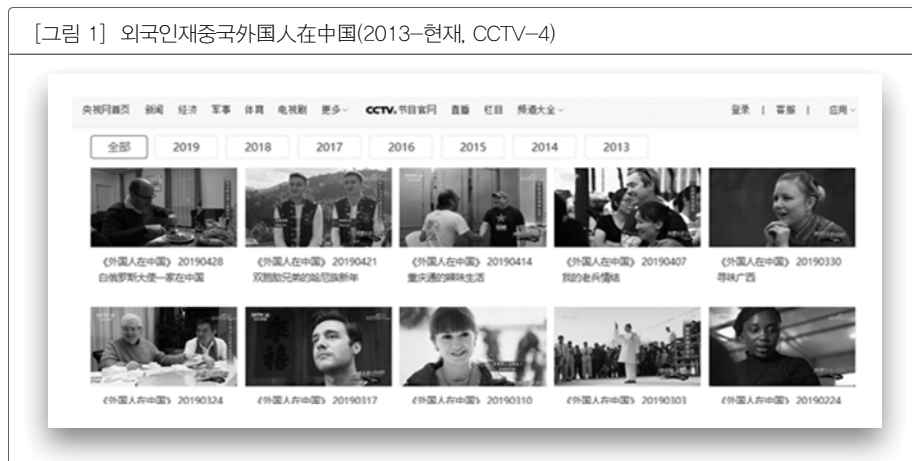 [그림 1] 외국인재중국外国人在中国(2013-현재, CCTV-4)
央视网首页 新闻 经济 军事 体育 电视剧 更多 CCTV.节目官网 直播 栏目 频道大全 登录 | 客服 | 应用
全部 2019 2018 2017 2016 2015 2014 2013
《外国人在中国》 20190428 《外国人在中国》 20190421 《外国人在中国》 20190414 《外国人在中国》 20190407 《外国人在中国》 20190330
白俄罗斯大使一家在中国 双胞胎兄弟的哈尼族新年 重庆通的辣味生活 我的老兵情结 寻味广西
《外国人在中国》 20190324 《外国人在中国》 20190317 《外国人在中国》 20190310 《外国人在中国》 20190303 《外国人在中国》 20190224